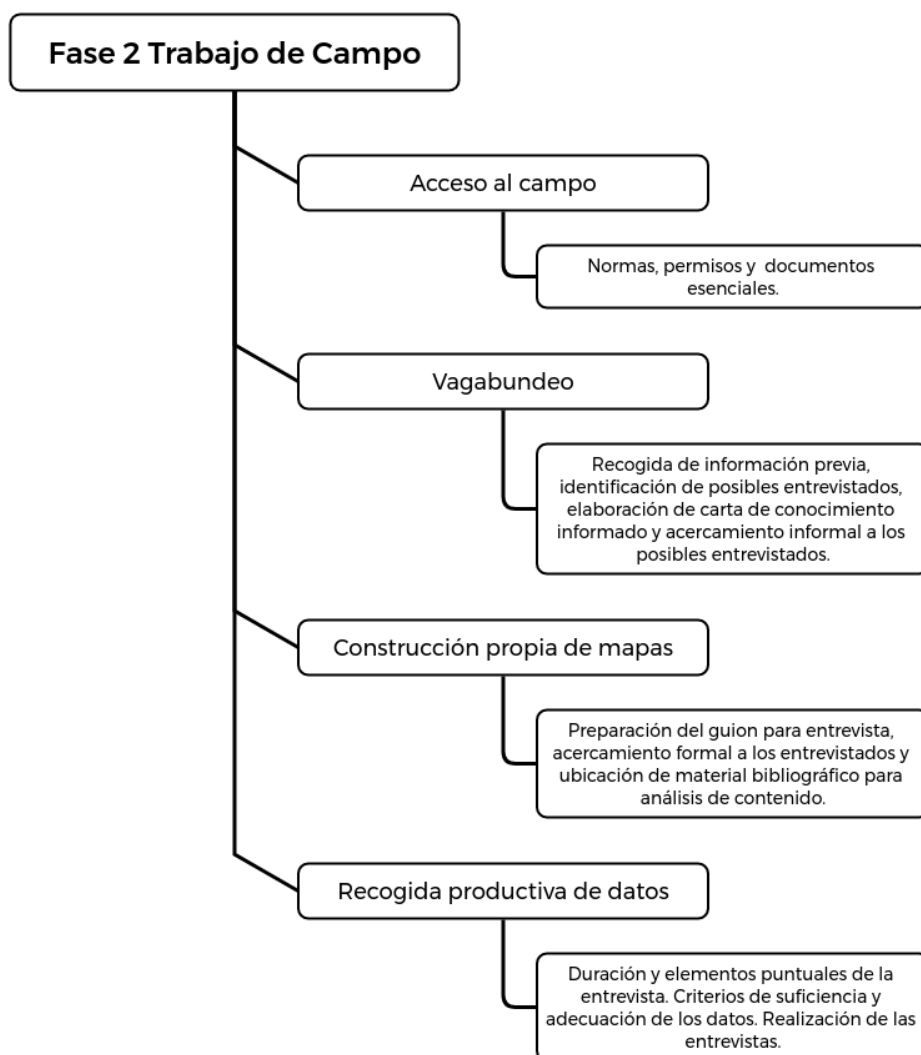 Fase 2 Trabajo de Campo
Acceso al campo
Normas, permisos y  documentos
esenciales.
Vagabundeo
Recogida de información previa,
identificación de posibles entrevistados,
elaboración de carta de conocimiento
informado y acercamiento informal a los
posibles entrevistados.
Construcción propia de mapas
Preparación del guion para entrevista,
acercamiento formal a los entrevistados y
ubicación de material bibliográfico para
análisis de contenido.
Recogida productiva de datos
Duración y elementos puntuales de la
entrevista. Criterios de suficiencia y
adecuación de los datos. Realización de las
entrevistas.